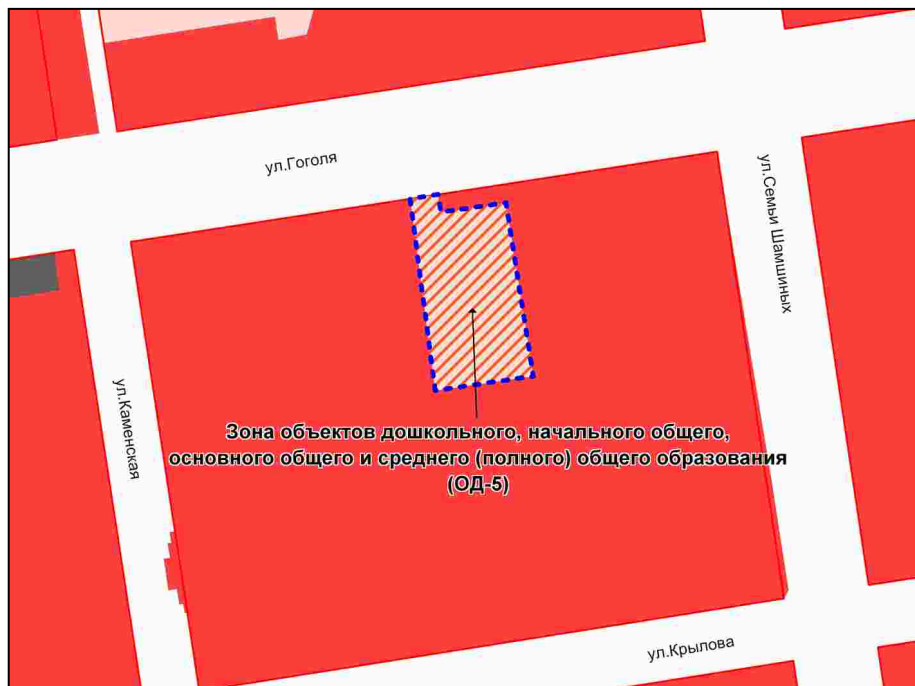 ул.Гоголя
ул.Семьи Шамшиных
ул.Каменская
Зона объектов дошкольного, начального общего,
основного общего и среднего (полного) общего образования
(ОД-5)
ул.Крылова